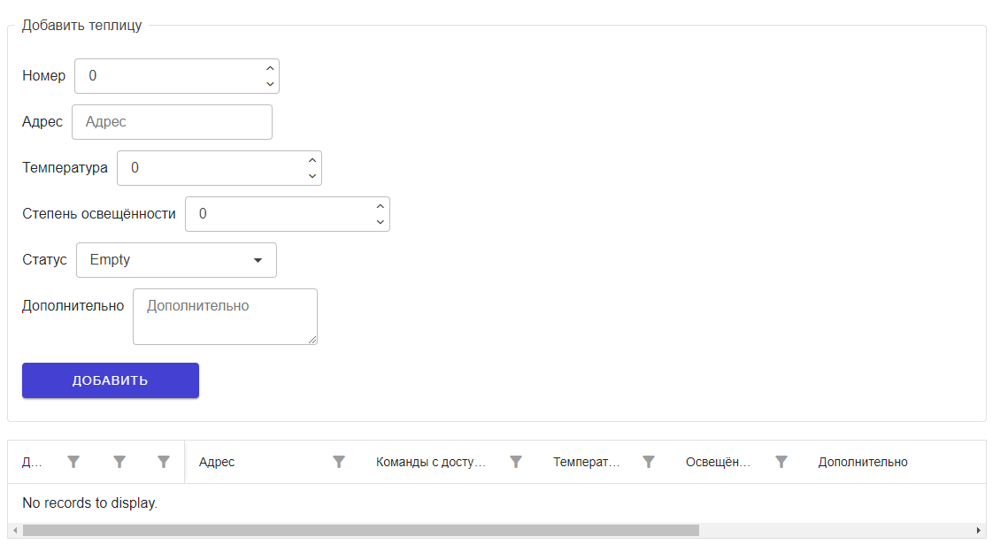 Добавить теплицу
Номер 0
Адрес Адрес
Температура 0
Степень освещённости 0
Статус Empty
Дополнительно Дополнительно
ДОБАВИТЬ
Д... Адрес Команды с досту... Температ... Освещён... Дополнительно
No records to display.